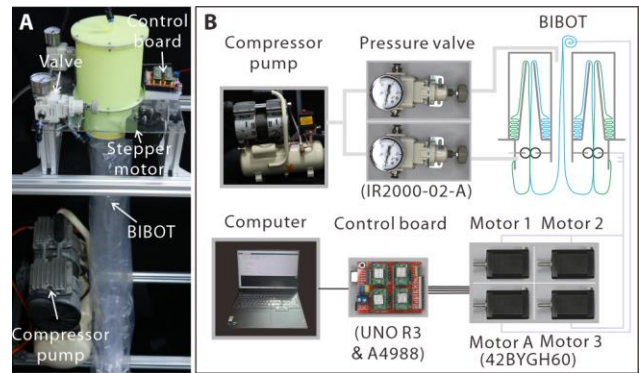 A
Control
board
Valve
Stepper
motor
BIBOT
Compressor
pump
B
Compressor
pump
Pressure valve
BIBOT
(IR2000-02-A)
Computer
Control board
Motor 1
Motor 2
(UNO R3
& A4988)
Motor A
Motor 3
(42BYGH60)